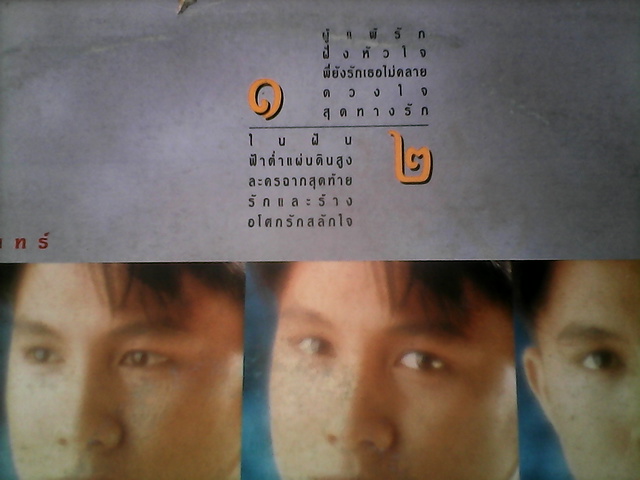 ผู้แพ้รัก
ฝังหัวใจ
พี่ยังรักเธอไม่คลาย
ดวงใจ
สุดทางรัก
๑
ในฝัน
ฟ้าต่ำแผ่นดินสูง
ละครฉากสุดท้าย
รักและร้าง
อโศกรักสลักใจ
๒
ทร์